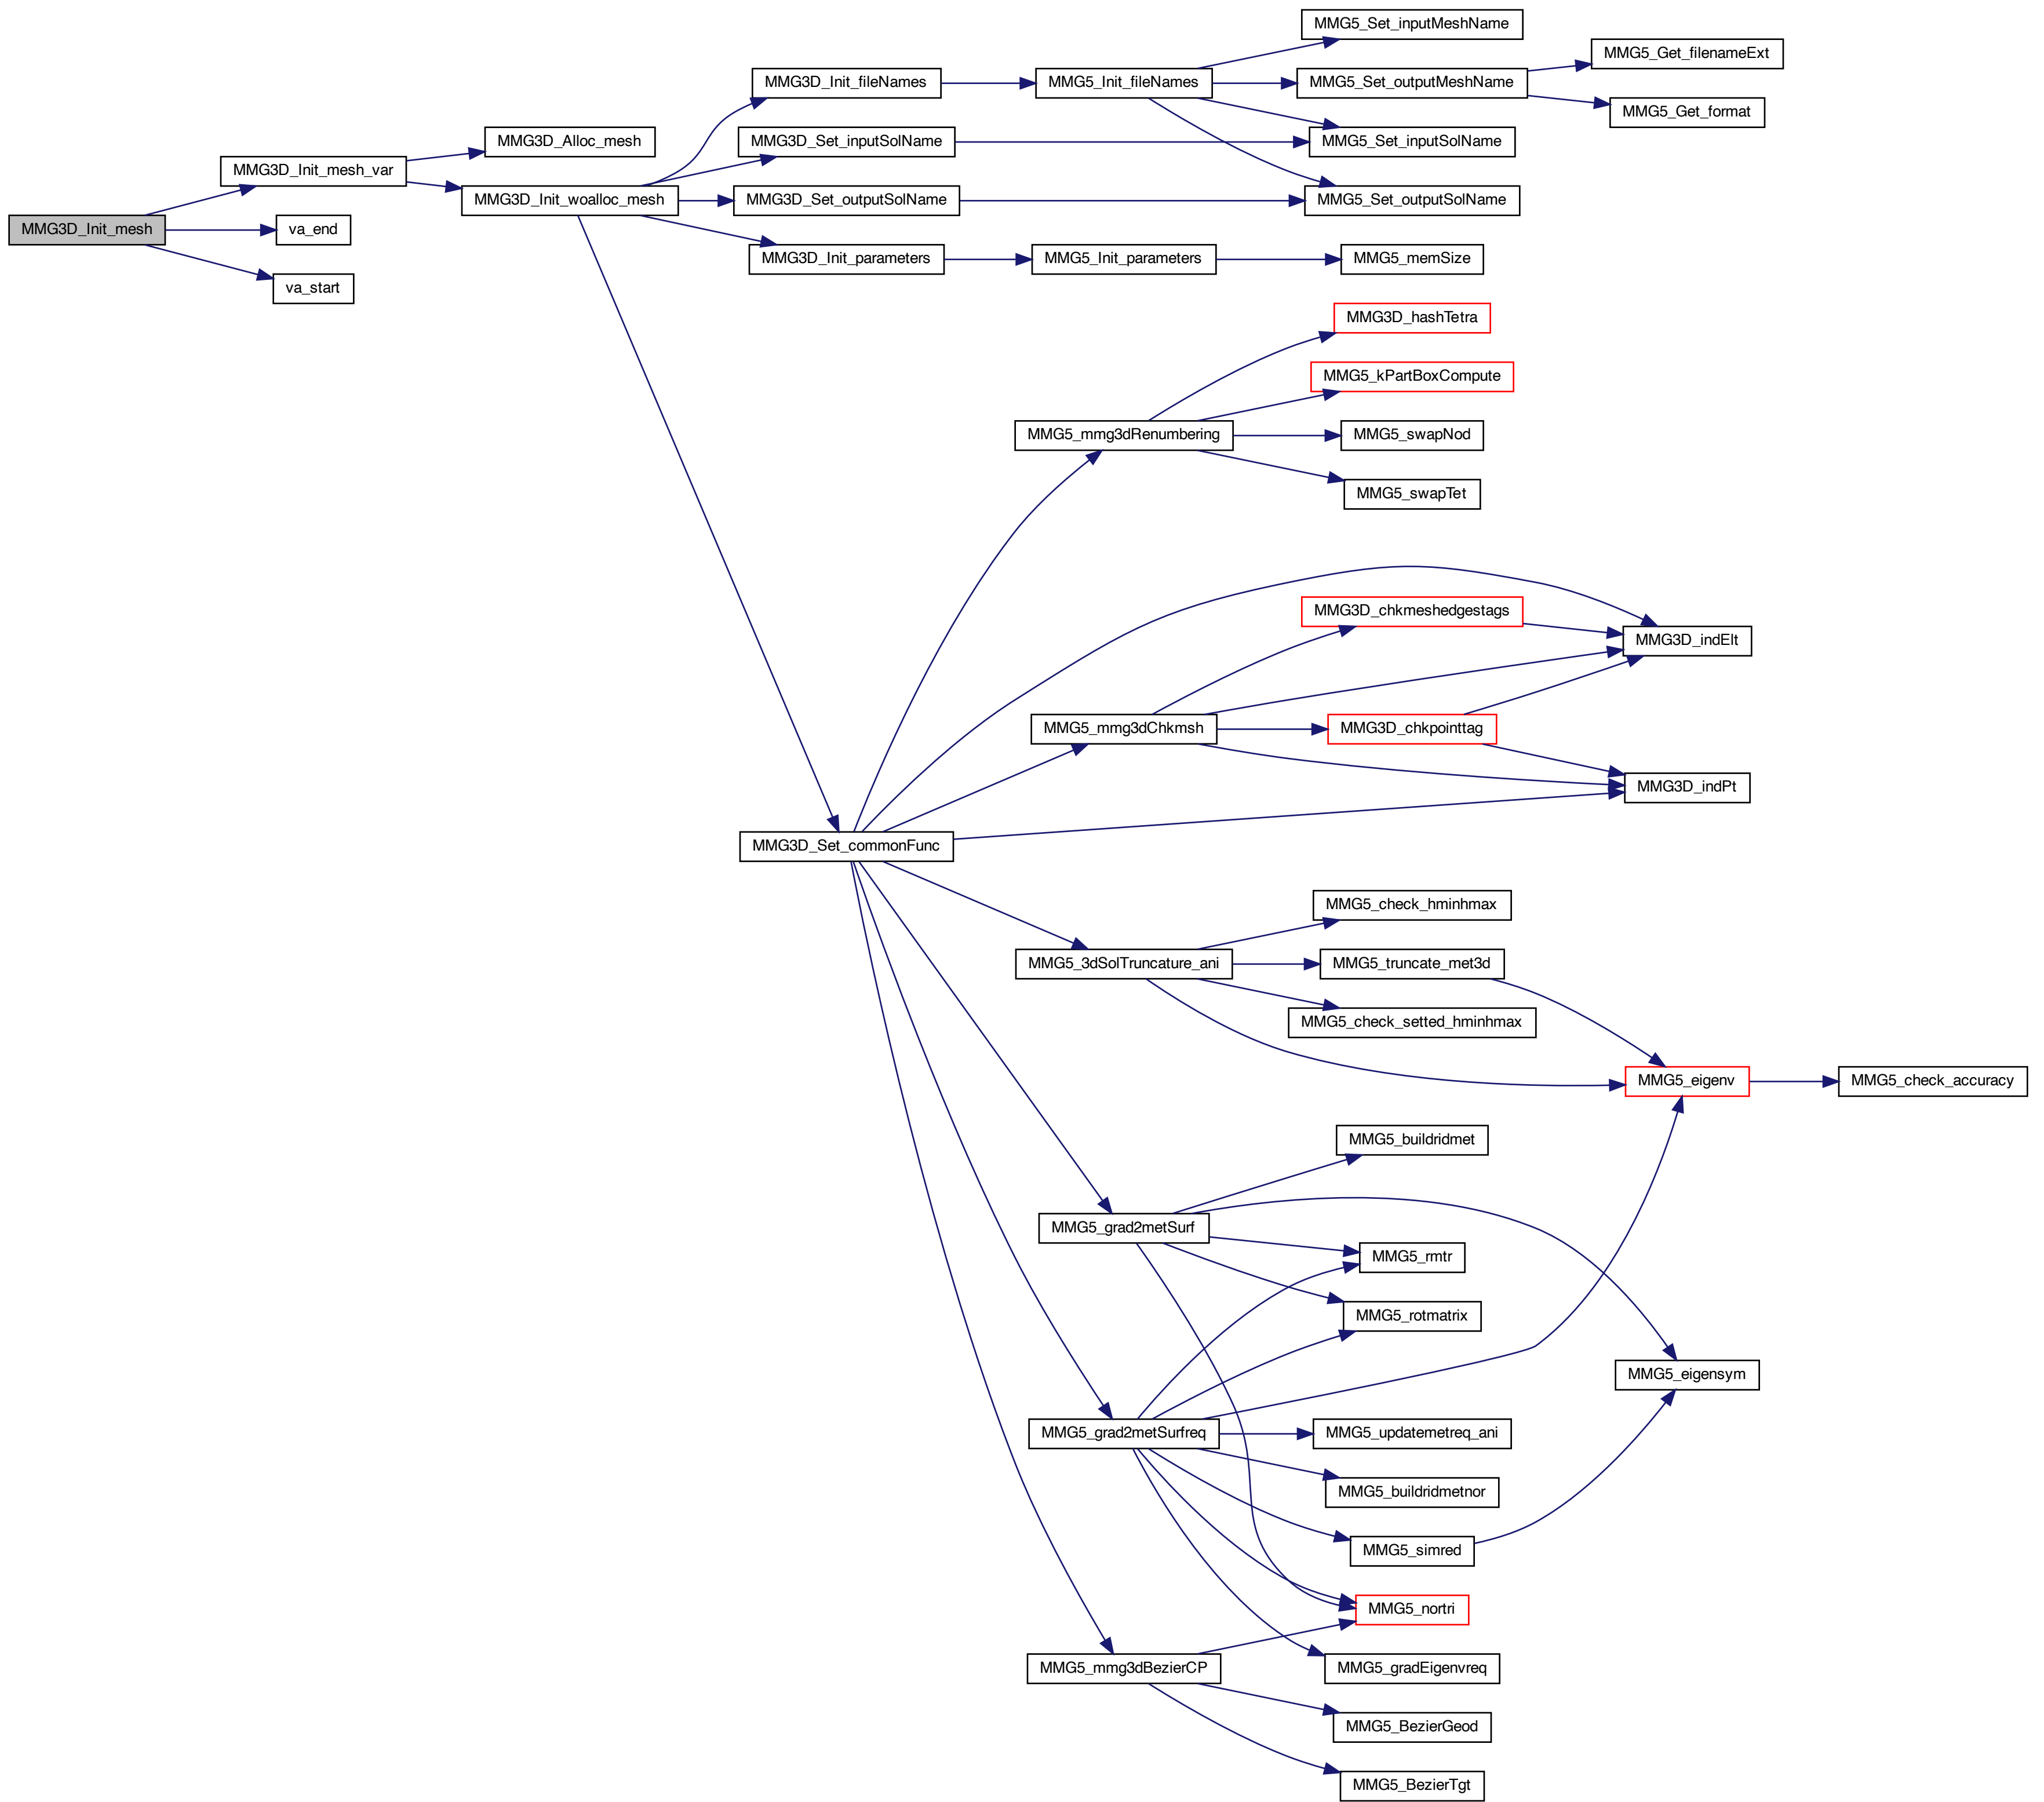 MMG5_Set_inputMeshName
MMG5_Get_filenameExt
MMG3D_Init_fileNames
MMG5_Init_fileNames
MMG5_Set_outputMeshName
MMG5_Get_format
MMG3D_Alloc_mesh
MMG3D_Set_inputSolName
MMG5_Set_inputSolName
MMG3D_Init_mesh_var
MMG3D_Init_woalloc_mesh
MMG3D_Set_outputSolName
MMG5_Set_outputSolName
MMG3D_Init_mesh
va_end
MMG3D_Init_parameters
MMG5_Init_parameters
MMG5_memSize
va_start
MMG3D_hashTetra
MMG5_kPartBoxCompute
MMG5_mmg3dRenumbering
MMG5_swapNod
MMG5_swapTet
MMG3D_chkmeshedgestags
MMG3D_indElt
MMG5_mmg3dChkmsh
MMG3D_chkpointtag
MMG3D_indPt
MMG3D_Set_commonFunc
MMG5_check_hminhmax
MMG5_3dSolTruncature_ani
MMG5_truncate_met3d
MMG5_check_setted_hminhmax
MMG5_eigenv
MMG5_check_accuracy
MMG5_buildridmet
MMG5_grad2metSurf
MMG5_rmtr
MMG5_rotmatrix
MMG5_eigensym
MMG5_grad2metSurfreq
MMG5_updatemetreq_ani
MMG5_buildridmetnor
MMG5_simred
MMG5_nortri
MMG5_mmg3dBezierCP
MMG5_gradEigenvreq
MMG5_BezierGeod
MMG5_BezierTgt